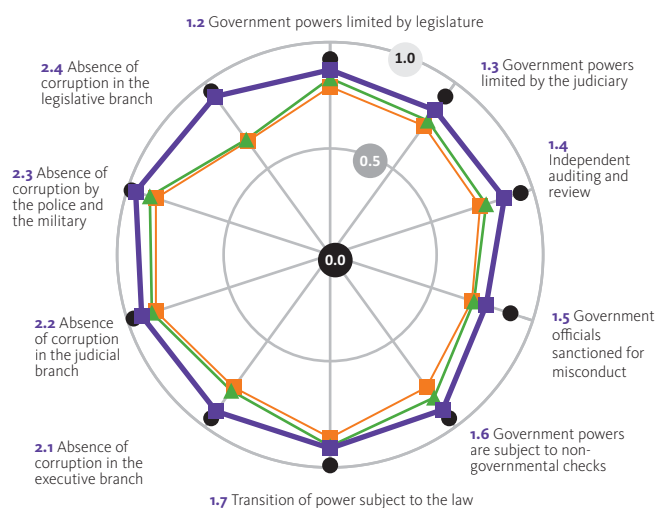 1.2 Government powers limited by legislature
1.0
1.3 Government powers
limited by the judiciary
1.4
Independent
auditing and
review
1.5 Government
officials
sanctioned for
misconduct
1.6 Government powers
are subject to non-
governmental checks
1.7 Transition of power subject to the law
2.1 Absence of
corruption in the
executive branch
2.2 Absence
of corruption
in the judicial
branch
2.3 Absence of
corruption by
the police and
the military
2.4 Absence of
corruption in the
legislative branch
0.5
0.0